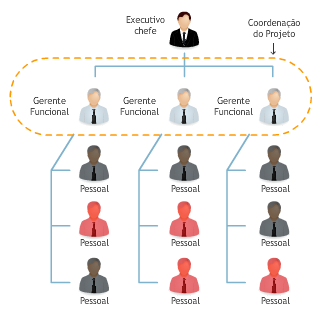 Executivo
chefe
Coordenação
do Projeto
Gerente
Funcional
Gerente
Funcional
Gerente
Funcional
Pessoal
Pessoal
Pessoal
Pessoal
Pessoal
Pessoal
Pessoal
Pessoal
Pessoal